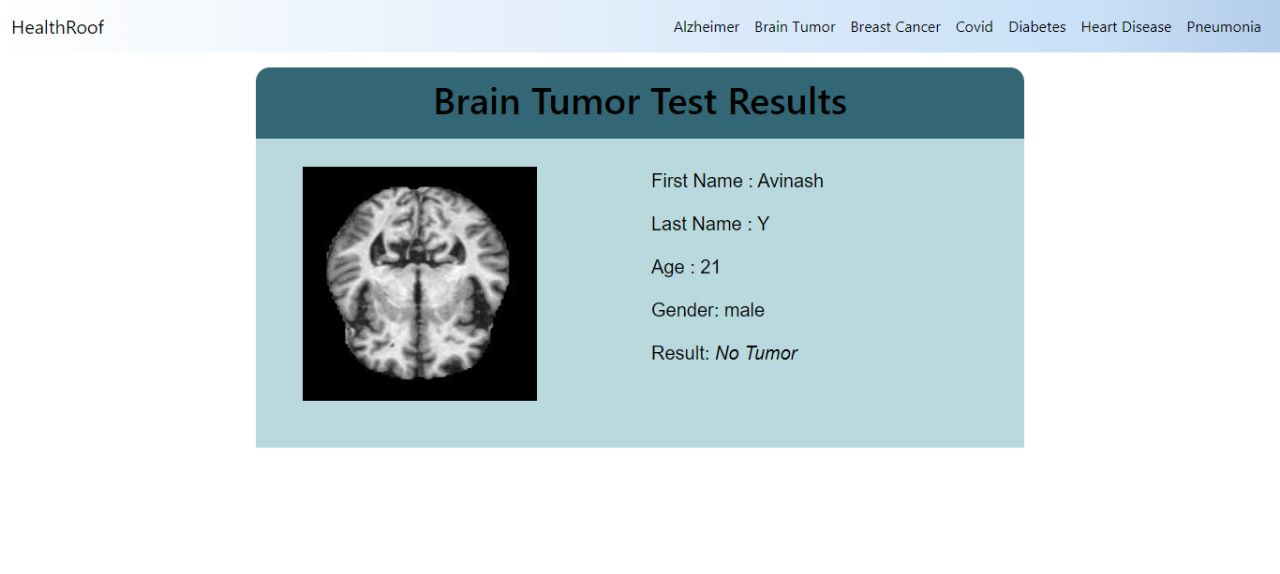 HealthRoof
Alzheimer Brain Tumor Breast Cancer Covid Diabetes Heart Disease Pneumonia
Brain Tumor Test Results
First Name : Avinash
Last Name : Y
Age : 21
Gender: male
Result: No Tumor